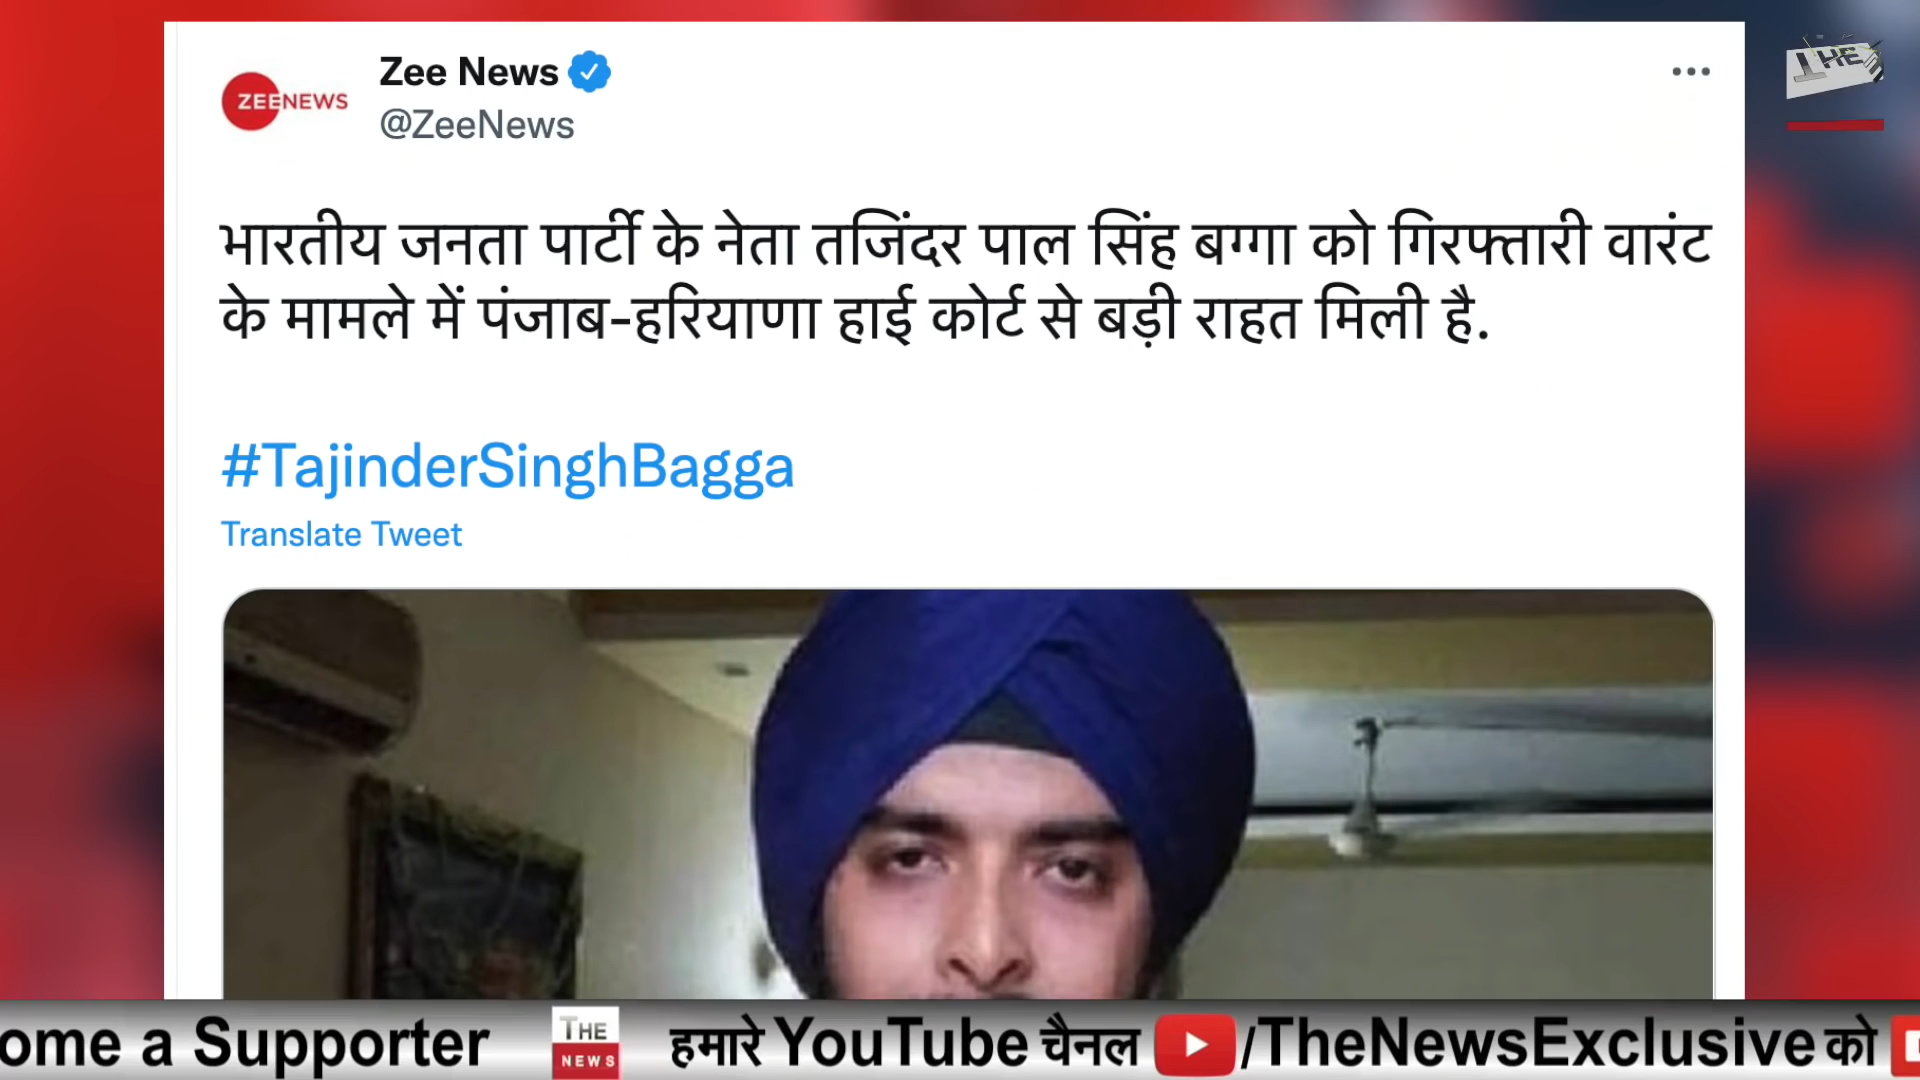 ZEENEWS
Zee News
@ZeeNews
भारतीय जनता पार्टी के नेता तजिंदर पाल सिंह बग्गा को गिरफ्तारी वारंट
के मामले में पंजाब-हरियाणा हाई कोर्ट से बड़ी राहत मिली है.
#TajinderSinghBagga
Translate Tweet
THE
ome a Supporter THE NEWS हमारे YouTube चैनल /TheNewsExclusive को